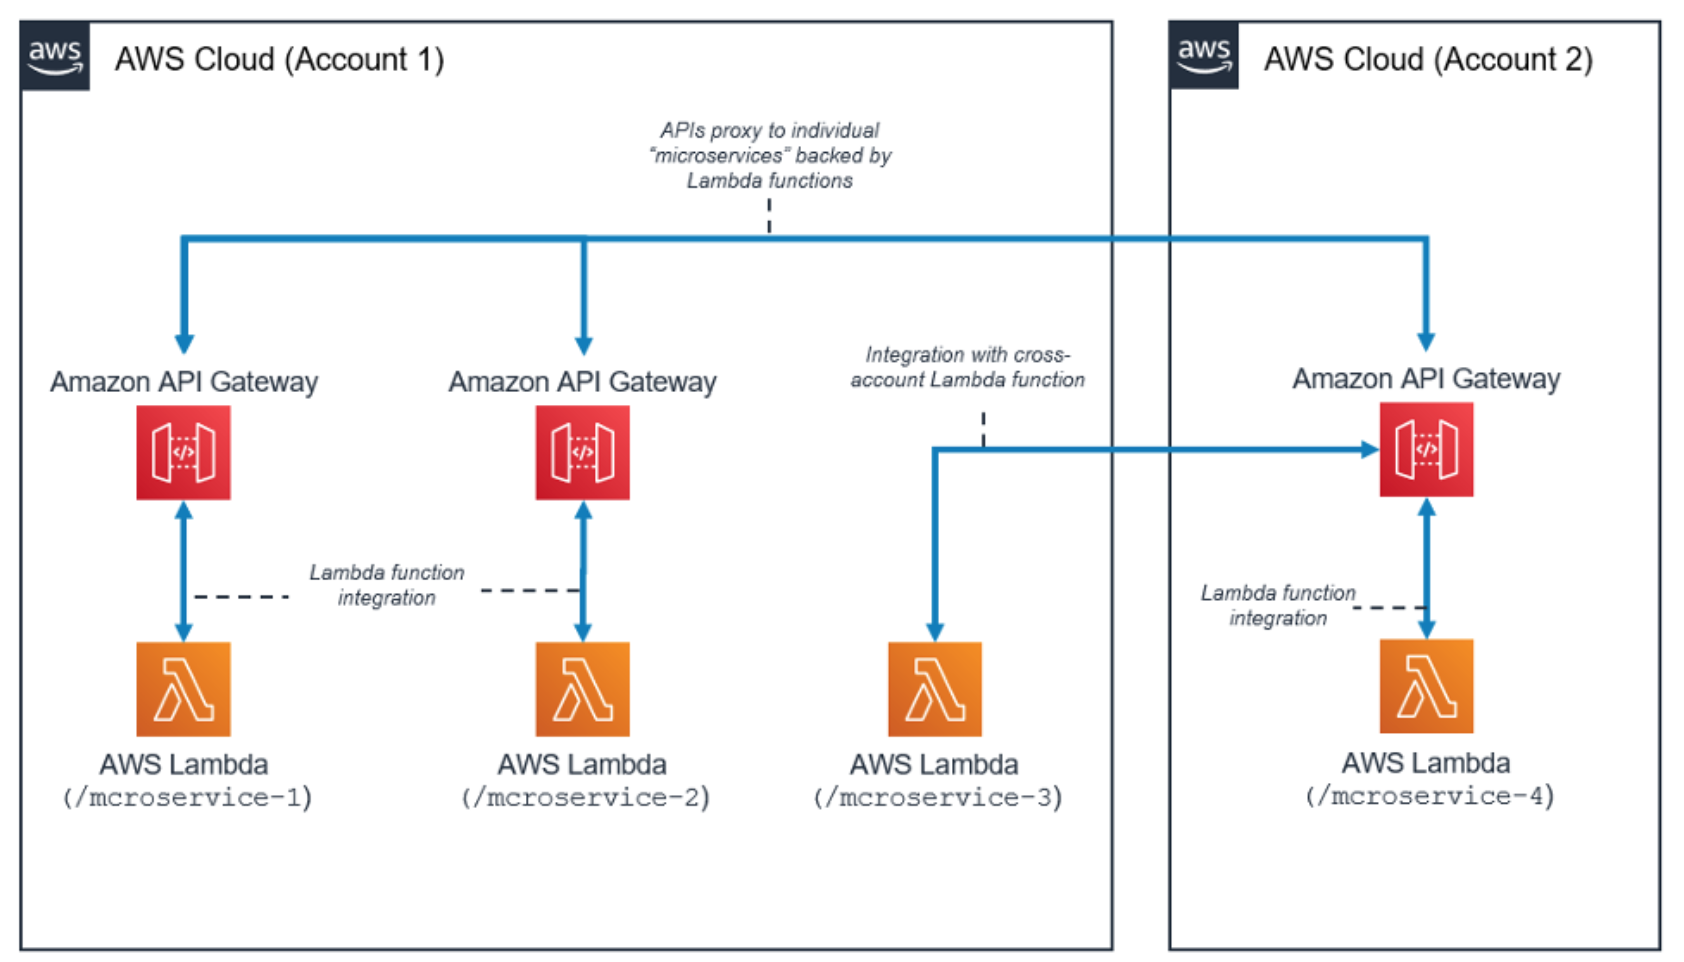 aws
AWS Cloud (Account 1)
aws
AWS Cloud (Account 2)
APIs proxy to individual
“microservices” backed by
Lambda functions
Amazon API Gateway
</>
Amazon API Gateway
</>
Integration with cross-
account Lambda function
Amazon API Gateway
</>
Lambda function
integration
Lambda function
integration
AWS Lambda
(/mcroservice-1)
AWS Lambda
(/mcroservice-2)
AWS Lambda
(/mcroservice-3)
AWS Lambda
(/mcroservice-4)